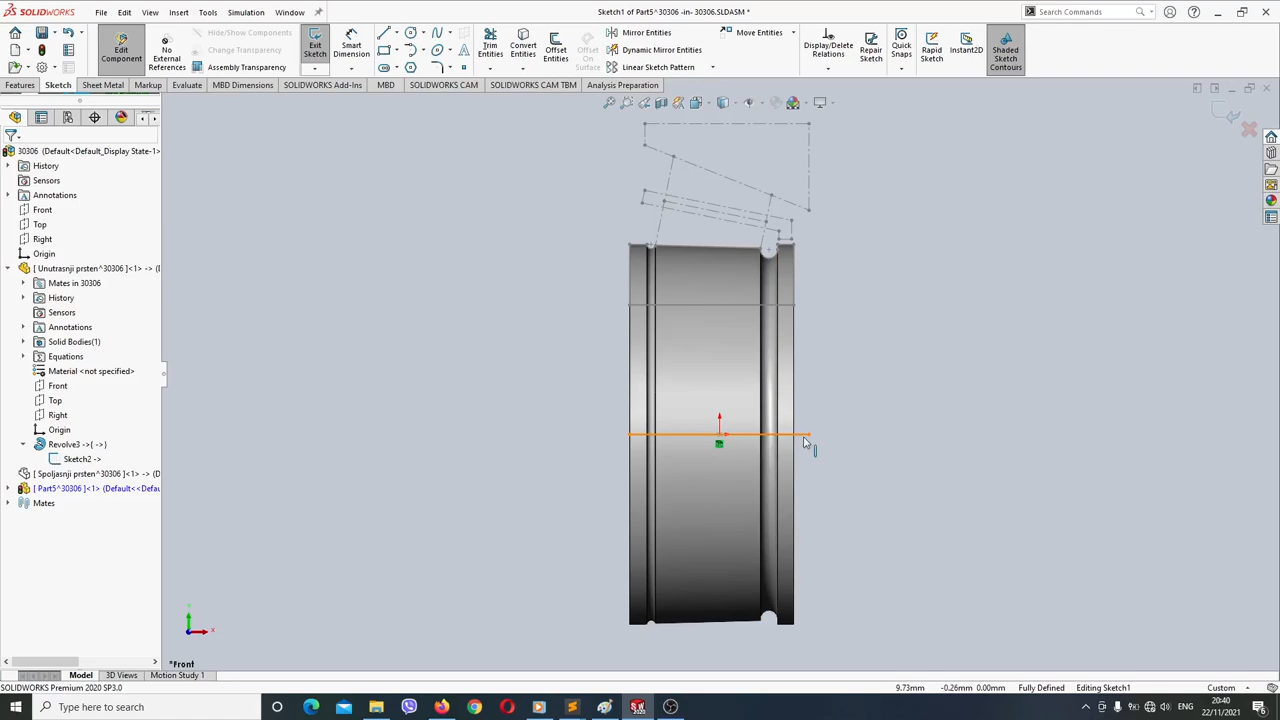 SOLIDWORKS
File Edit View Insert Tools Simulation Window
Sketch1 of Part5^30306 -in- 30306.SLDASM *
Search Commands
Edit Component
No External References
Hide/Show Components
Change Transparency
Assembly Transparency
Exit Sketch
Smart Dimension
Trim Entities
Convert Entities
Offset Entities
Offset On Surface
Mirror Entities
Dynamic Mirror Entities
Linear Sketch Pattern
Move Entities
Display/Delete Relations
Repair Sketch
Quick Snaps
Rapid Sketch
Instant2D
Shaded Sketch Contours
Features Sketch Sheet Metal Markup Evaluate MBD Dimensions SOLIDWORKS Add-Ins MBD SOLIDWORKS CAM SOLIDWORKS CAM TBM Analysis Preparation
30306 (Default<Default_Display State-1>
History
Sensors
Annotations
Front
Top
Right
Origin
[ Unutrasnji prsten^30306 ]<1> -> (D
Mates in 30306
History
Sensors
Annotations
Solid Bodies(1)
Equations
Material <not specified>
Front
Top
Right
Origin
Revolve3 ->{ ->)
Sketch2 ->
[ Spoljasnji prsten^30306 ]<1> -> (D
[ Part5^30306 ]<1> (Default<<Defau
Mates
Y
X
*Front
Model 3D Views Motion Study 1
SOLIDWORKS Premium 2020 SP3.0
9.73mm -0.26mm 0.00mm Fully Defined Editing Sketch1 Custom
Type here to search
20:40
22/11/2021